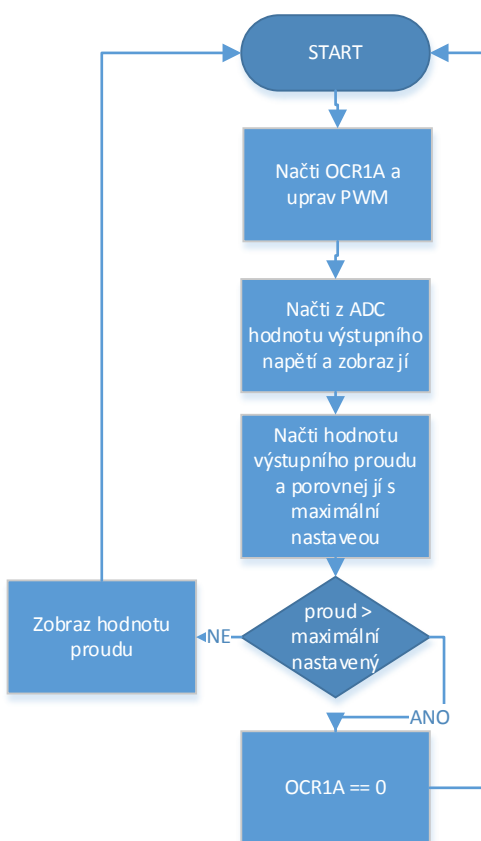 START
Načti OCR1A a
uprav PWM
Načti z ADC
hodnotu výstupního
napětí a zobraz jí
Načti hodnotu
výstupního proudu
a porovnej jí s
maximální
nastaveou
proud >
maximální
nastavený
NE
Zobraz hodnotu
proudu
ANO
OCR1A == 0